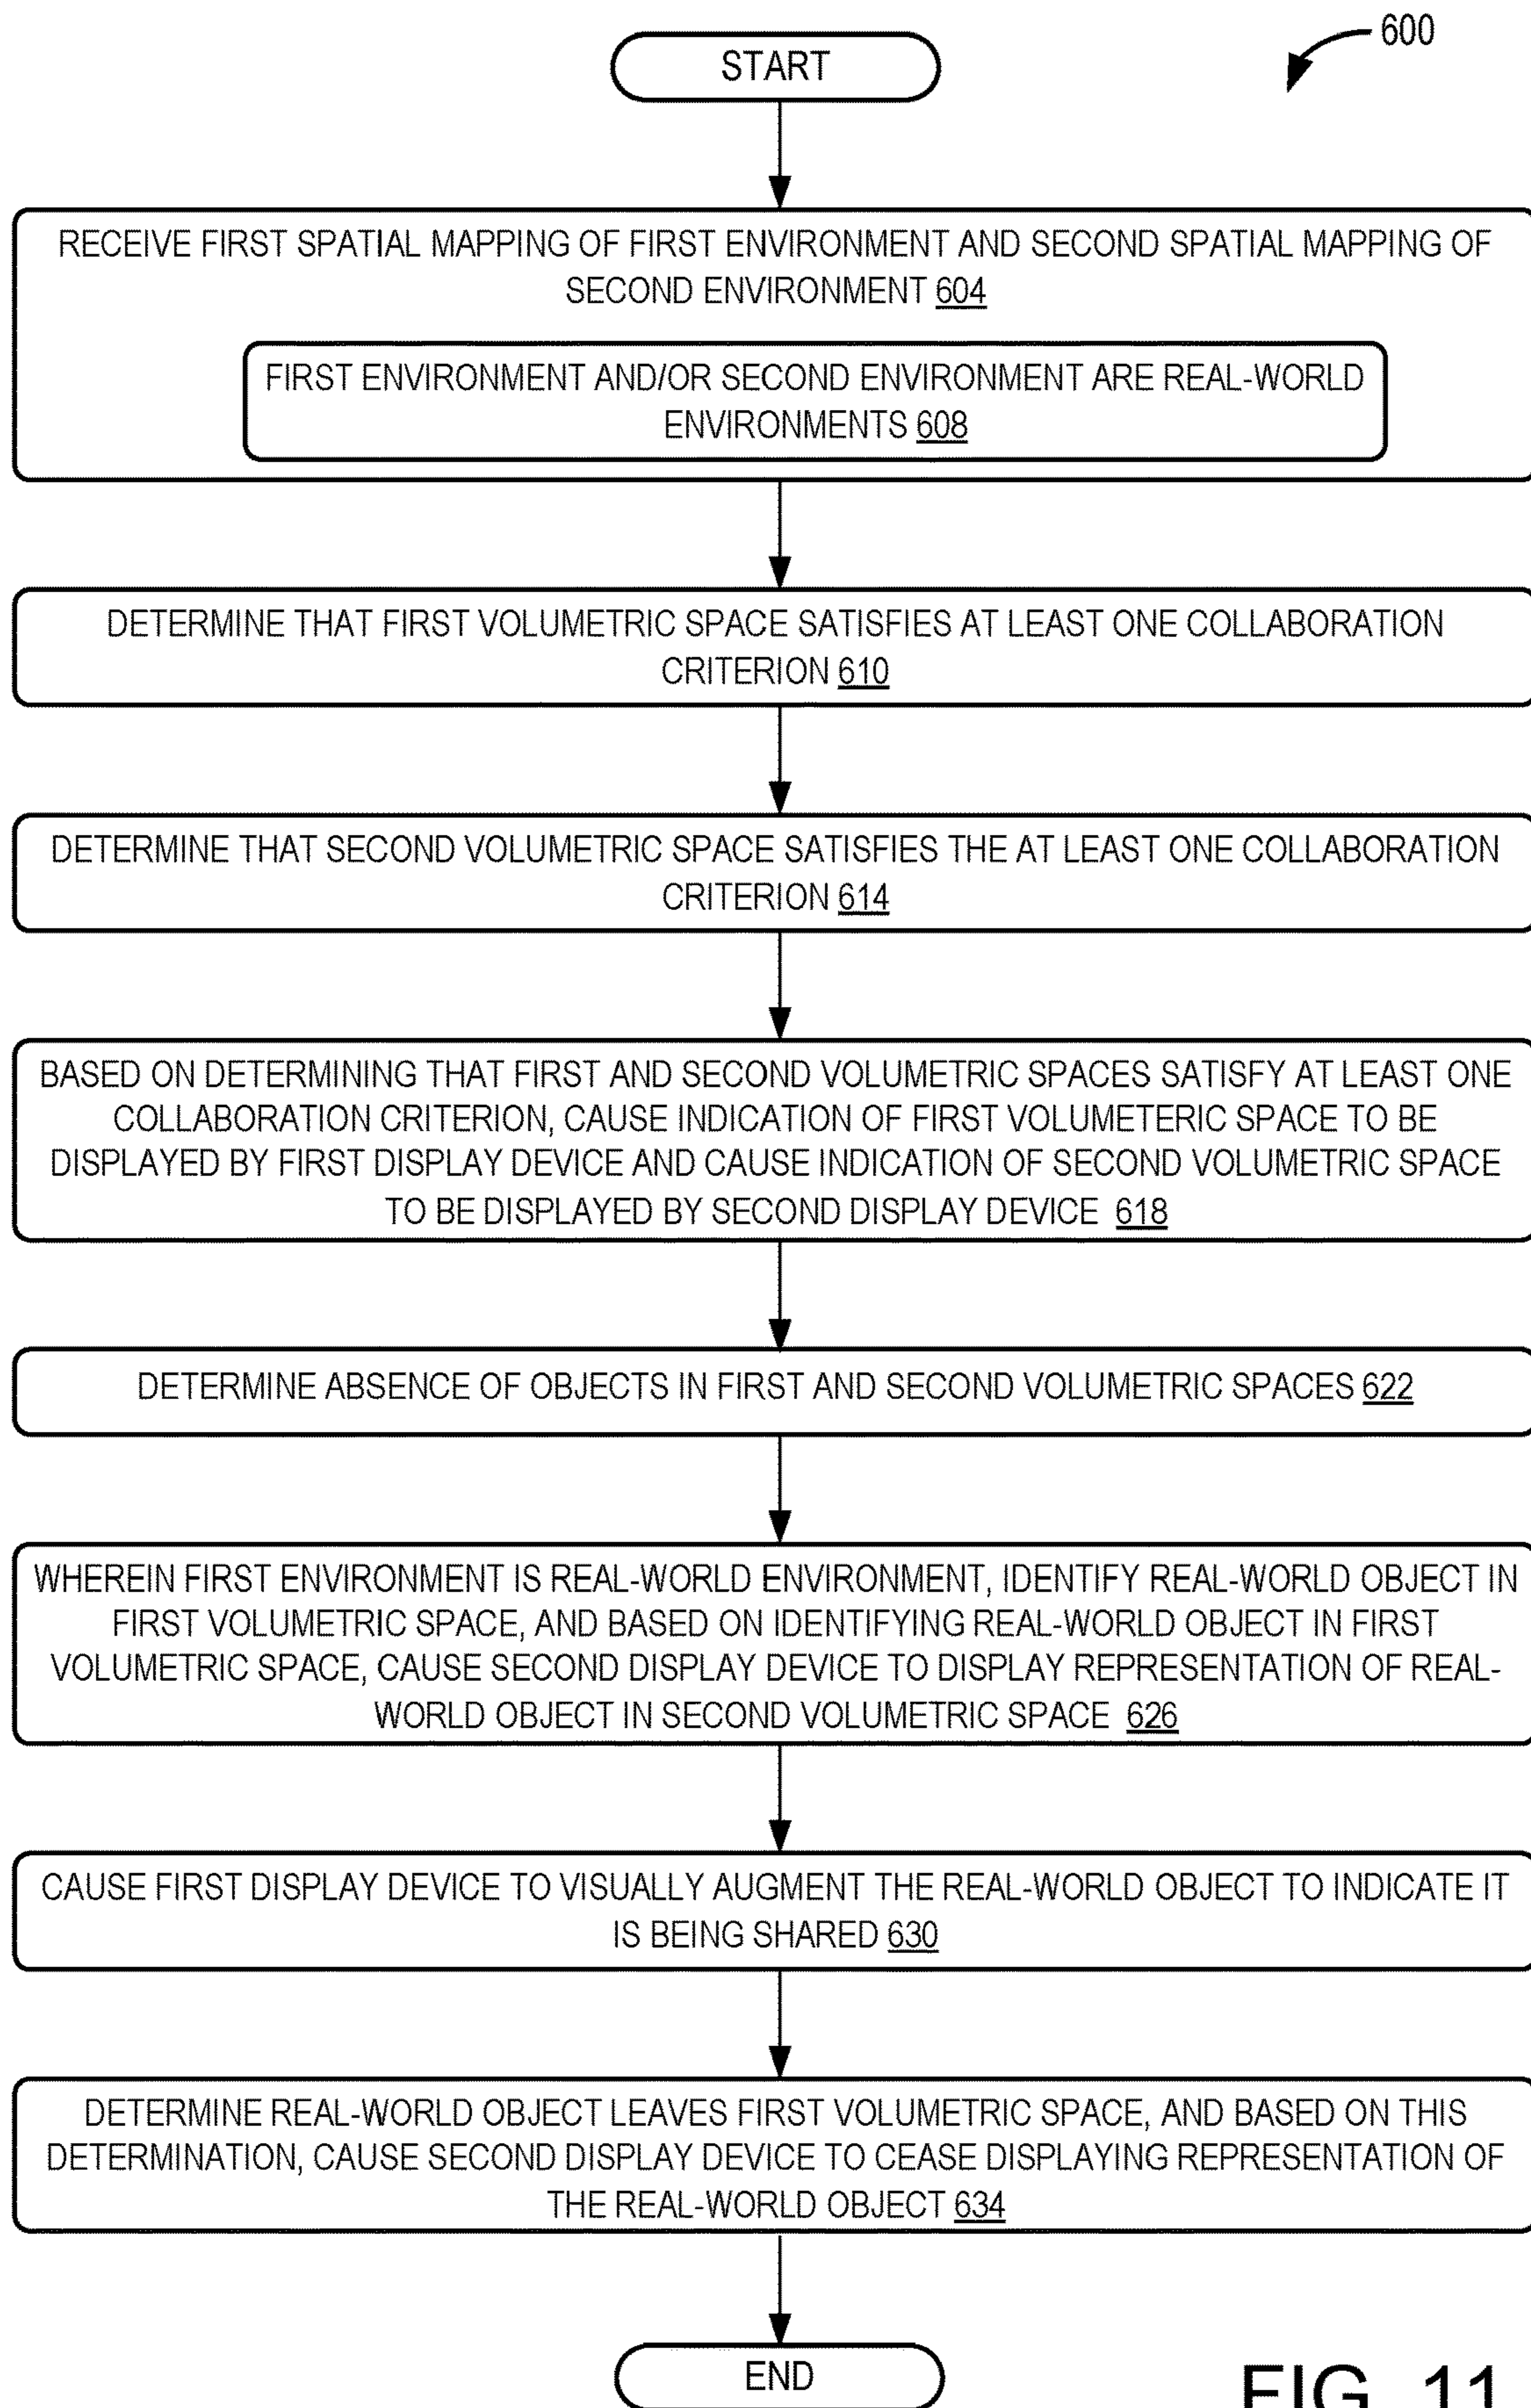 600
START
RECEIVE FIRST SPATIAL MAPPING OF FIRST ENVIRONMENT AND SECOND SPATIAL MAPPING OF
SECOND ENVIRONMENT 604
FIRST ENVIRONMENT AND/OR SECOND ENVIRONMENT ARE REAL-WORLD
ENVIRONMENTS 608
DETERMINE THAT FIRST VOLUMETRIC SPACE SATISFIES AT LEAST ONE COLLABORATION
CRITERION 610
DETERMINE THAT SECOND VOLUMETRIC SPACE SATISFIES THE AT LEAST ONE COLLABORATION
CRITERION 614
BASED ON DETERMINING THAT FIRST AND SECOND VOLUMETRIC SPACES SATISFY AT LEAST ONE
COLLABORATION CRITERION, CAUSE INDICATION OF FIRST VOLUMETERIC SPACE TO BE
DISPLAYED BY FIRST DISPLAY DEVICE AND CAUSE INDICATION OF SECOND VOLUMETRIC SPACE
TO BE DISPLAYED BY SECOND DISPLAY DEVICE 618
DETERMINE ABSENCE OF OBJECTS IN FIRST AND SECOND VOLUMETRIC SPACES 622
WHEREIN FIRST ENVIRONMENT IS REAL-WORLD ENVIRONMENT, IDENTIFY REAL-WORLD OBJECT IN
FIRST VOLUMETRIC SPACE, AND BASED ON IDENTIFYING REAL-WORLD OBJECT IN FIRST
VOLUMETRIC SPACE, CAUSE SECOND DISPLAY DEVICE TO DISPLAY REPRESENTATION OF REAL-
WORLD OBJECT IN SECOND VOLUMETRIC SPACE 626
CAUSE FIRST DISPLAY DEVICE TO VISUALLY AUGMENT THE REAL-WORLD OBJECT TO INDICATE IT
IS BEING SHARED 630
DETERMINE REAL-WORLD OBJECT LEAVES FIRST VOLUMETRIC SPACE, AND BASED ON THIS
DETERMINATION, CAUSE SECOND DISPLAY DEVICE TO CEASE DISPLAYING REPRESENTATION OF
THE REAL-WORLD OBJECT 634
END
FIG. 11